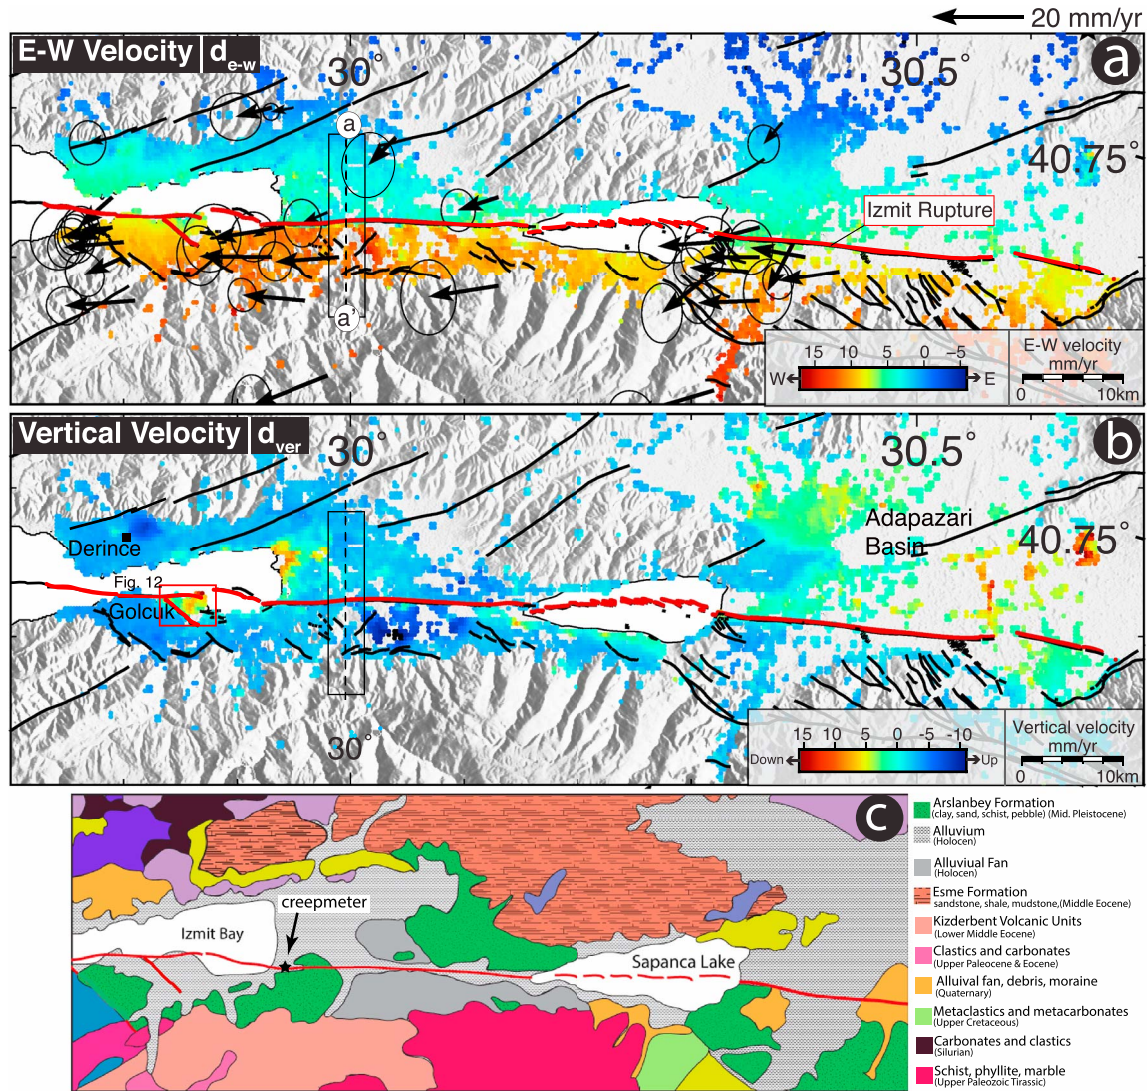 20 mm/yr
E-W Velocity d e-w
a
30°
30.5°
a
40.75°
Izmit Rupture
a'
15 10 5 0 −5
W E
E-W velocity
mm/yr
0 10km
Vertical Velocity d ver
b
30°
30.5°
Adapazari
Basin
40.75°
Derince
Fig. 12
Golcuk
30°
15 10 5 0 -5 -10
Down Up
Vertical velocity
mm/yr
0 10km
c
creepmeter
Izmit Bay
Sapanca Lake
Arslanbey Formation
(clay, sand, schist, pebble) (Mid. Pleistocene)
Alluvium
(Holocen)
Alluviual Fan
(Holocen)
Esme Formation
sandstone, shale, mudstone,(Middle Eocene)
Kizderbent Volcanic Units
(Lower Middle Eocene)
Clastics and carbonates
(Upper Paleocene & Eocene)
Alluival fan, debris, moraine
(Quaternary)
Metaclastics and metacarbonates
(Upper Cretaceous)
Carbonates and clastics
(Silurian)
Schist, phyllite, marble
(Upper Paleozoic Tirassic)